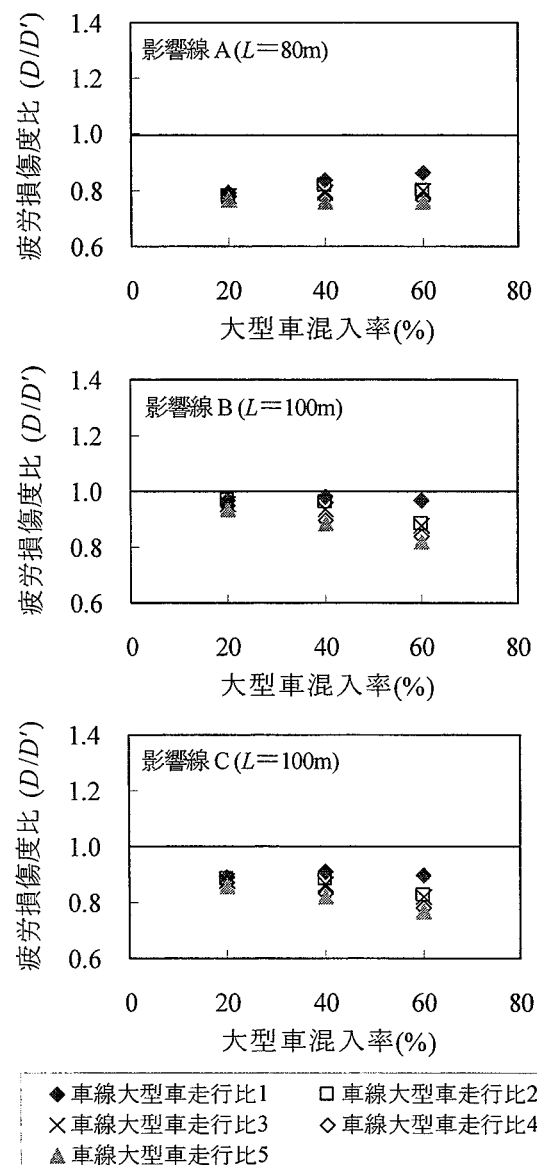 疲労損傷度比 (D/D')
1.4
1.2
1.0
0.8
0.6
影響線 A (L=80m)
0 20 40 60 80
大型車混入率(%)
疲労損傷度比 (D/D')
1.4
1.2
1.0
0.8
0.6
影響線 B (L=100m)
0 20 40 60 80
大型車混入率(%)
疲労損傷度比 (D/D')
1.4
1.2
1.0
0.8
0.6
影響線 C (L=100m)
0 20 40 60 80
大型車混入率(%)
車線大型車走行比1 車線大型車走行比2
車線大型車走行比3 車線大型車走行比4
車線大型車走行比5